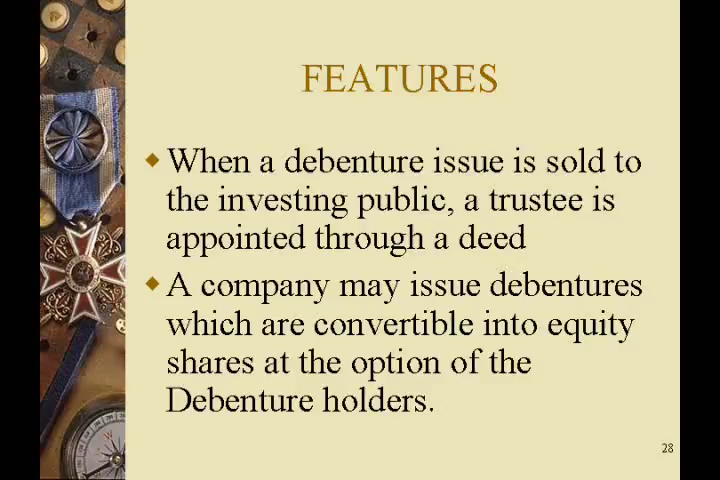 FEATURES
When a debenture issue is sold to
the investing public, a trustee is
appointed through a deed
A company may issue debentures
which are convertible into equity
shares at the option of the
Debenture holders.
28